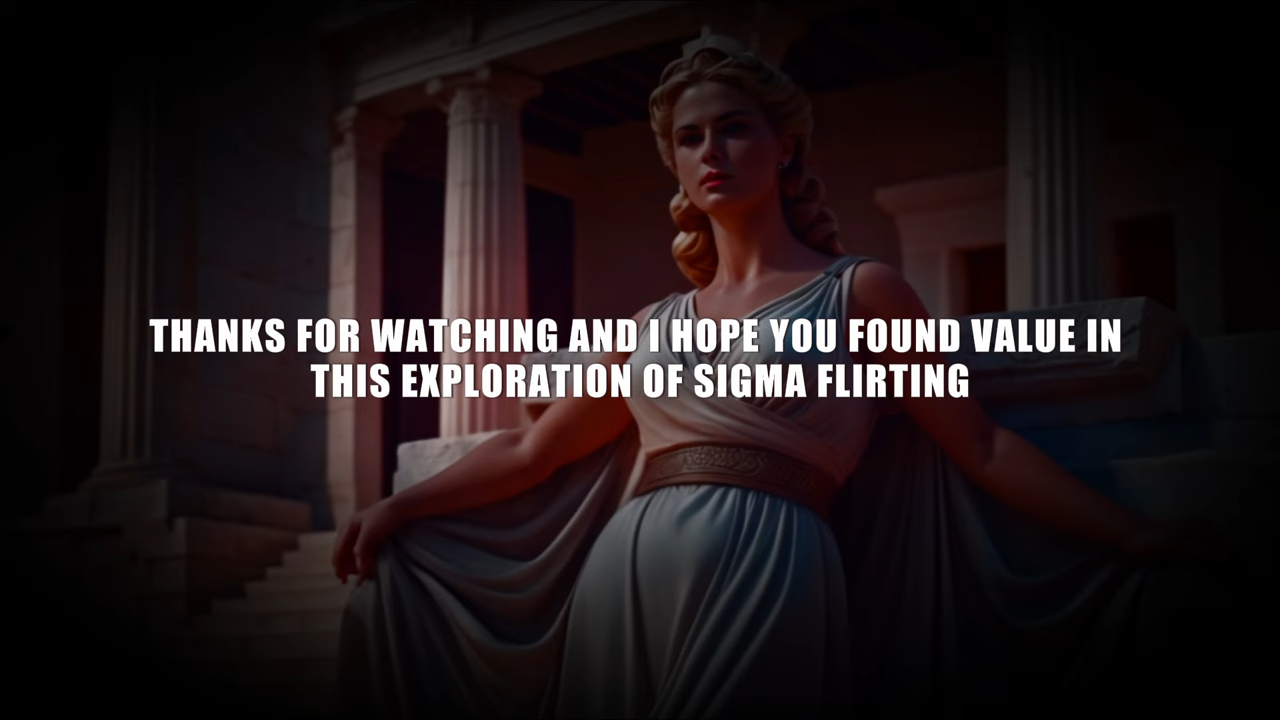 THANKS FOR WATCHING AND I HOPE YOU FOUND VALUE IN
THIS EXPLORATION OF SIGMA FLIRTING